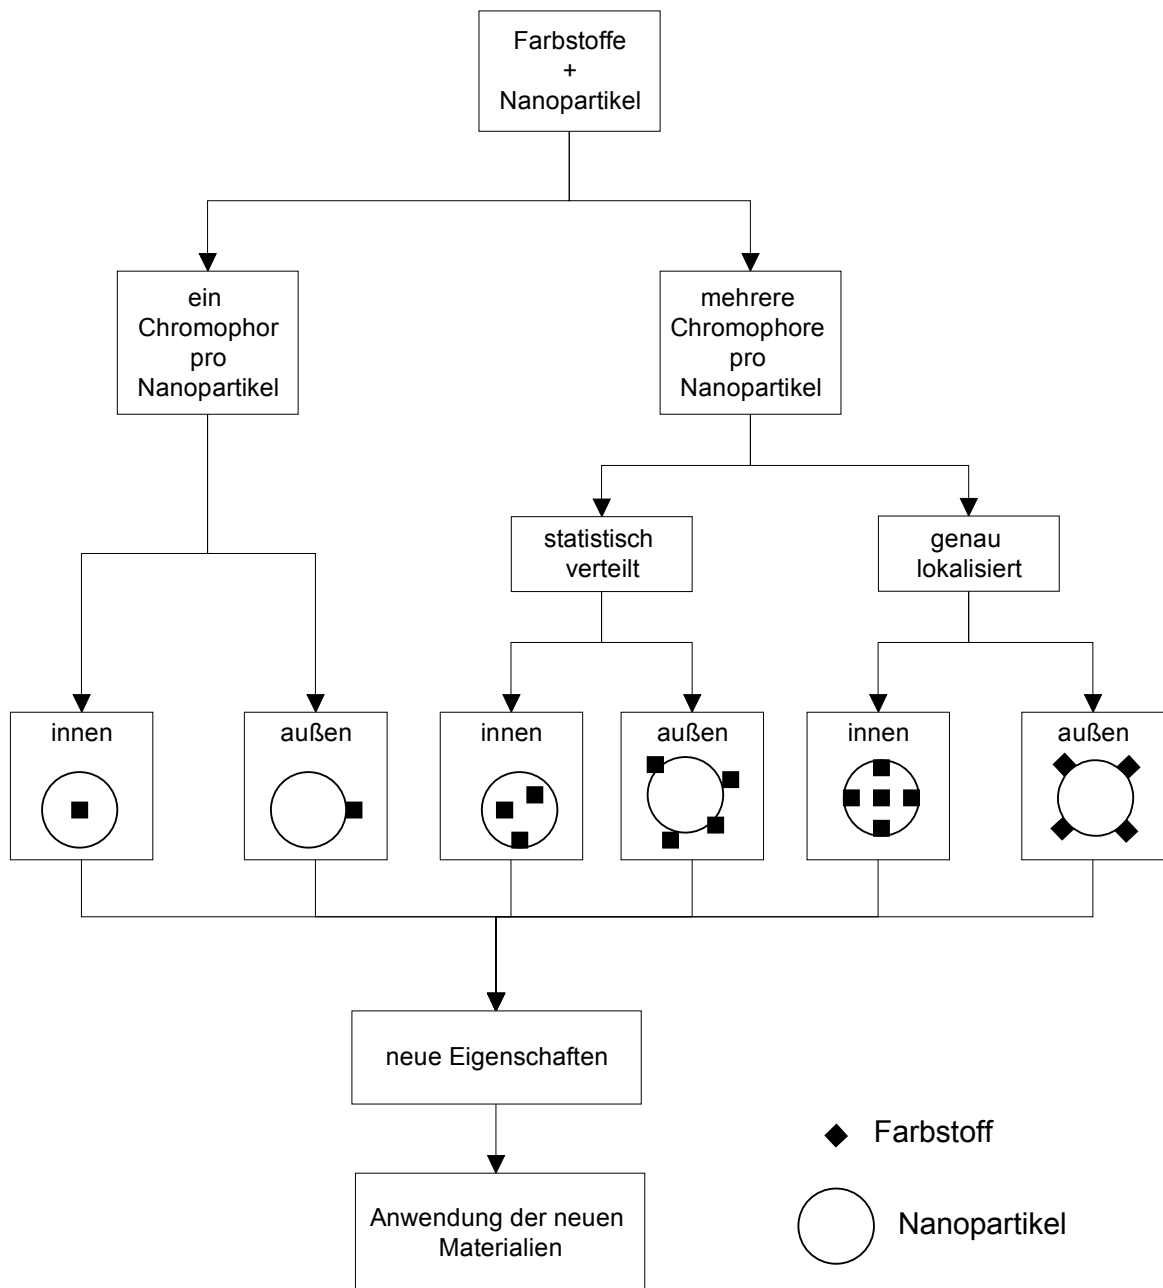 Farbstoffe
+
Nanopartikel
ein
Chromophor
pro
Nanopartikel
mehrere
Chromophore
pro
Nanopartikel
statistisch
verteilt
genau
lokalisiert
innen
außen
innen
außen
innen
außen
neue Eigenschaften
Anwendung der neuen
Materialien
Farbstoff
Nanopartikel